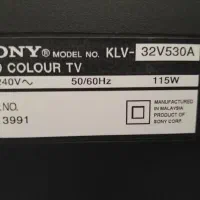 ONY MODEL NO. KLV-32V530A
D COLOUR TV
240V~ 50/60Hz 115W
NO.
3991
MANUFACTURED
IN MALAYSIA
PRODUCT OF
SONY CORP.